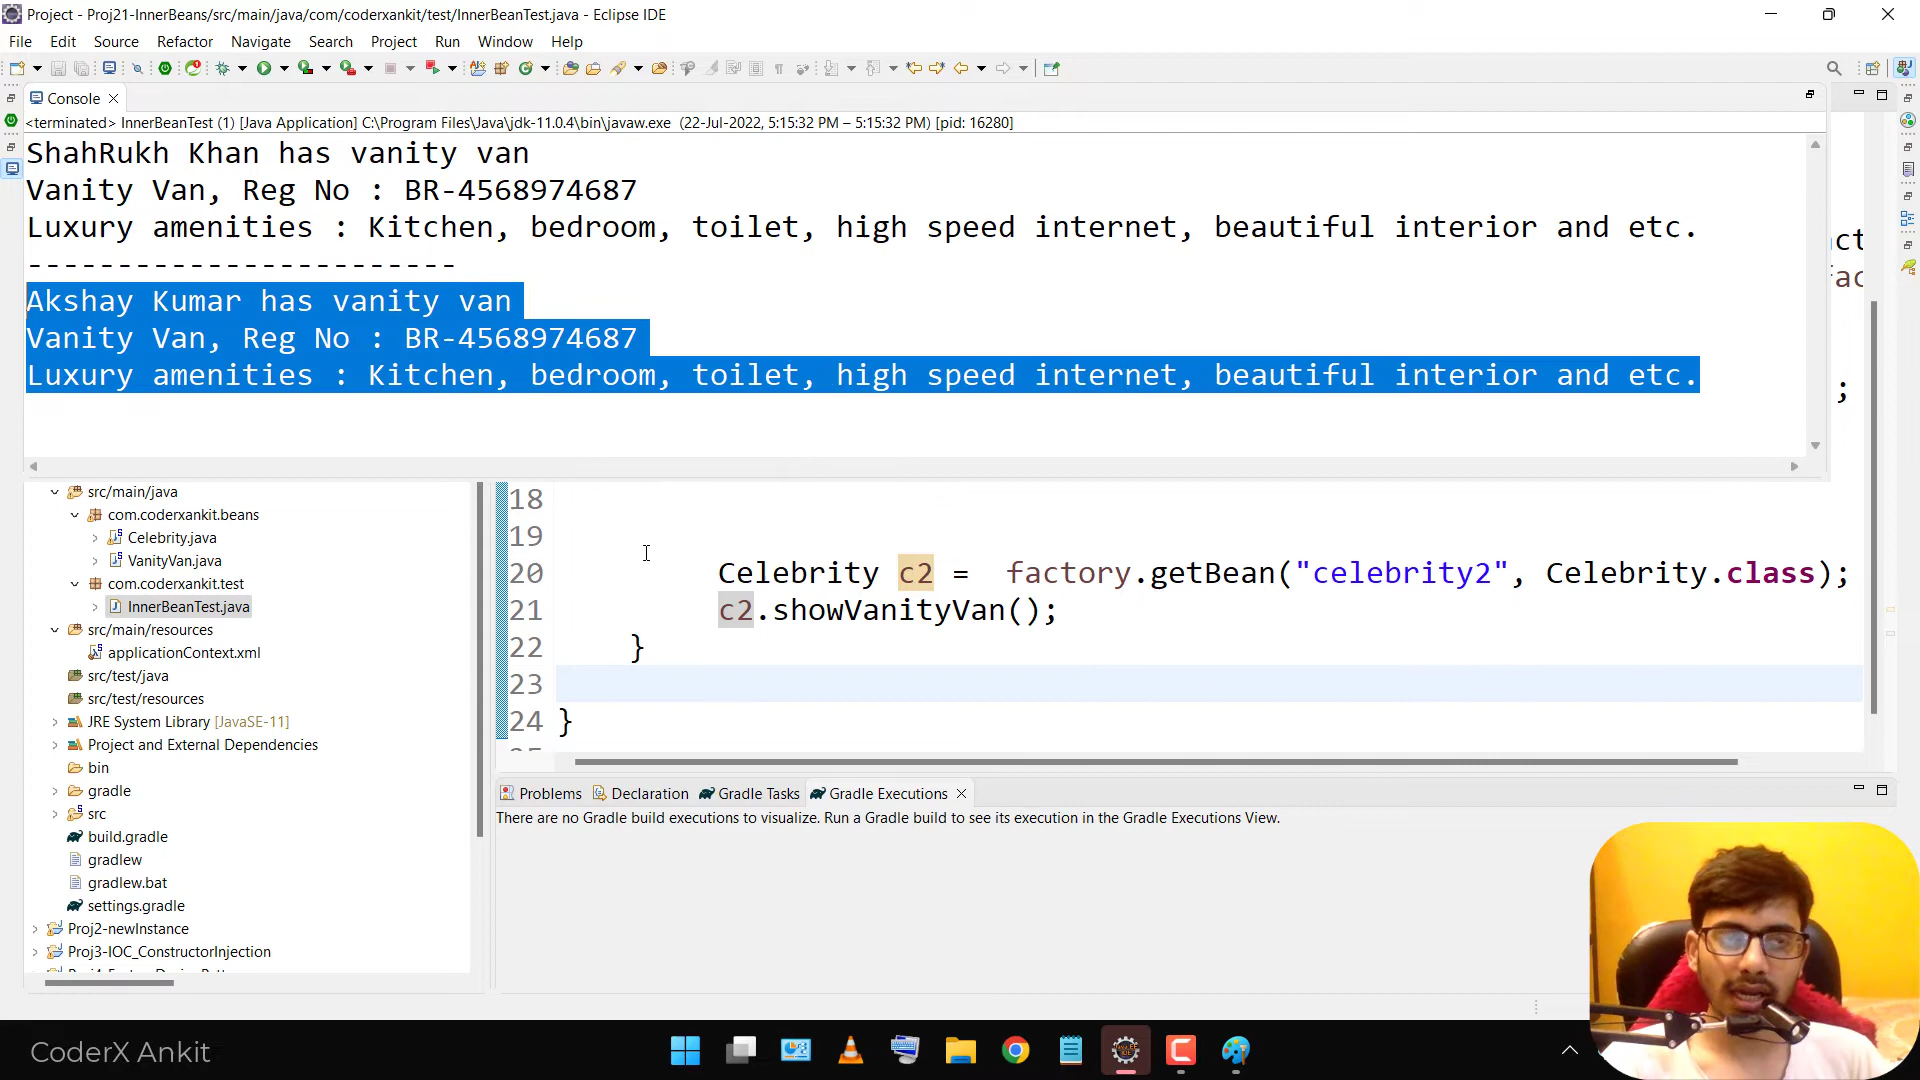 Project - Proj21-InnerBeans/src/main/java/com/coderxankit/test/InnerBeanTest.java - Eclipse IDE
File Edit Source Refactor Navigate Search Project Run Window Help
Console
<terminated> InnerBeanTest (1) [Java Application] C:\Program Files\Java\jdk-11.0.4\bin\javaw.exe (22-Jul-2022, 5:15:32 PM – 5:15:32 PM) [pid: 16280]
ShahRukh Khan has vanity van
Vanity Van, Reg No : BR-4568974687
Luxury amenities : Kitchen, bedroom, toilet, high speed internet, beautiful interior and etc.
------------------------
Akshay Kumar has vanity van
Vanity Van, Reg No : BR-4568974687
Luxury amenities : Kitchen, bedroom, toilet, high speed internet, beautiful interior and etc.
;
src/main/java
com.coderxankit.beans
Celebrity.java
VanityVan.java
com.coderxankit.test
InnerBeanTest.java
src/main/resources
applicationContext.xml
src/test/java
src/test/resources
JRE System Library [JavaSE-11]
Project and External Dependencies
bin
gradle
src
build.gradle
gradlew
gradlew.bat
settings.gradle
Proj2-newInstance
Proj3-IOC_ConstructorInjection
18
19
20 Celebrity c2 = factory.getBean("celebrity2", Celebrity.class);
21 c2.showVanityVan();
22 }
23
24 }
Problems Declaration Gradle Tasks Gradle Executions
There are no Gradle build executions to visualize. Run a Gradle build to see its execution in the Gradle Executions View.
CoderX Ankit